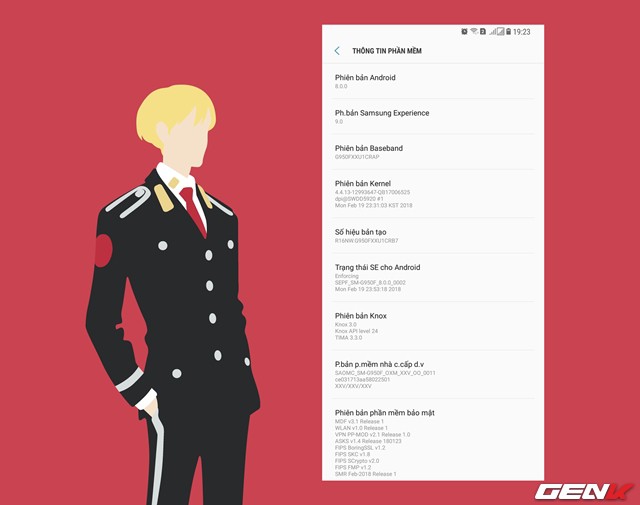 19:23
THÔNG TIN PHẦN MỀM
Phiên bản Android
8.0.0
Ph.bản Samsung Experience
9.0
Phiên bản Baseband
G950FXXU1CRAP
Phiên bản Kernel
4.4.13-12993647-QB17006525
dpi@SWDD5920 #1
Mon Feb 19 23:31:03 KST 2018
Số hiệu bản tạo
R16NW.G950FXXU1CRB7
Trạng thái SE cho Android
Enforcing
SEPF_SM-G950F_8.0.0_0002
Mon Feb 19 23:53:18 2018
Phiên bản Knox
Knox 3.0
Knox API level 24
TIMA 3.3.0
P.bản p.mềm nhà c.cấp d.v
SAOMC_SM-G950F_OXM_XXV_OO_0011
ce031713aa58022501
XXV/XXV/XXV
Phiên bản phần mềm bảo mật
MDF v3.1 Release 1
WLAN v1.0 Release 1
VPN PP-MOD v2.1 Release 1.0
ASKS v1.4 Release 180123
FIPS BoringSSL v1.2
FIPS SKC v1.8
FIPS SCrypto v2.0
FIPS FMP v1.2
SMR Feb-2018 Release 1
GENK